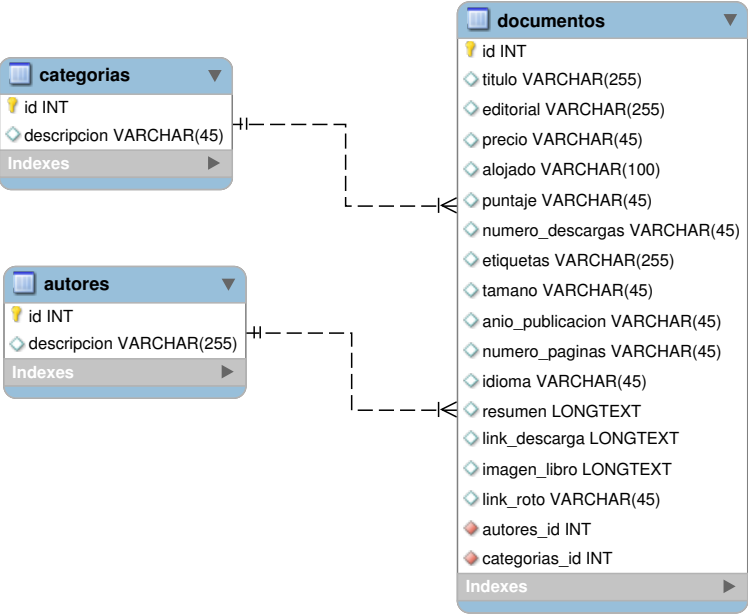 categorias
id INT
descripcion VARCHAR(45)
Indexes
autores
id INT
descripcion VARCHAR(255)
Indexes
documentos
id INT
titulo VARCHAR(255)
editorial VARCHAR(255)
precio VARCHAR(45)
alojado VARCHAR(100)
puntaje VARCHAR(45)
numero_descargas VARCHAR(45)
etiquetas VARCHAR(255)
tamano VARCHAR(45)
anio_publicacion VARCHAR(45)
numero_paginas VARCHAR(45)
idioma VARCHAR(45)
resumen LONGTEXT
link_descarga LONGTEXT
imagen_libro LONGTEXT
link_roto VARCHAR(45)
autores_id INT
categorias_id INT
Indexes